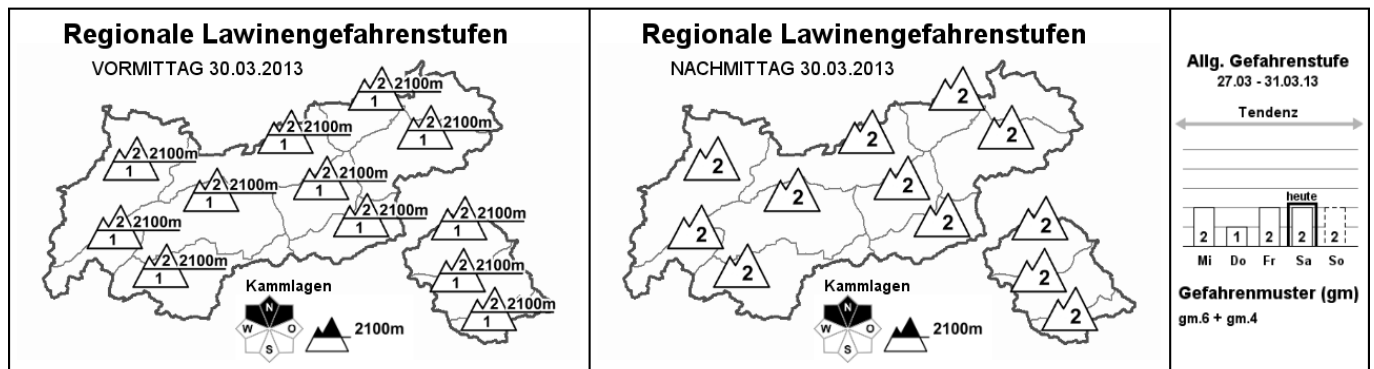 Regionale Lawinengefahrenstufen
VORMITTAG 30.03.2013
2 2100m
1
2 2100m
1
2 2100m
1
2 2100m
1
2 2100m
1
2 2100m
1
2 2100m
1
2 2100m
1
2 2100m
1
2 2100m
1
2 2100m
1
2 2100m
1
Kammlagen
N
W O
S
2100m
Regionale Lawinengefahrenstufen
NACHMITTAG 30.03.2013
2
2
2
2
2
2
2
2
2
2
2
2
Kammlagen
N
W O
S
2100m
Allg. Gefahrenstufe
27.03 - 31.03.13
Tendenz
heute
2 1 2 2 2
Mi Do Fr Sa So
Gefahrenmuster (gm)
gm.6 + gm.4